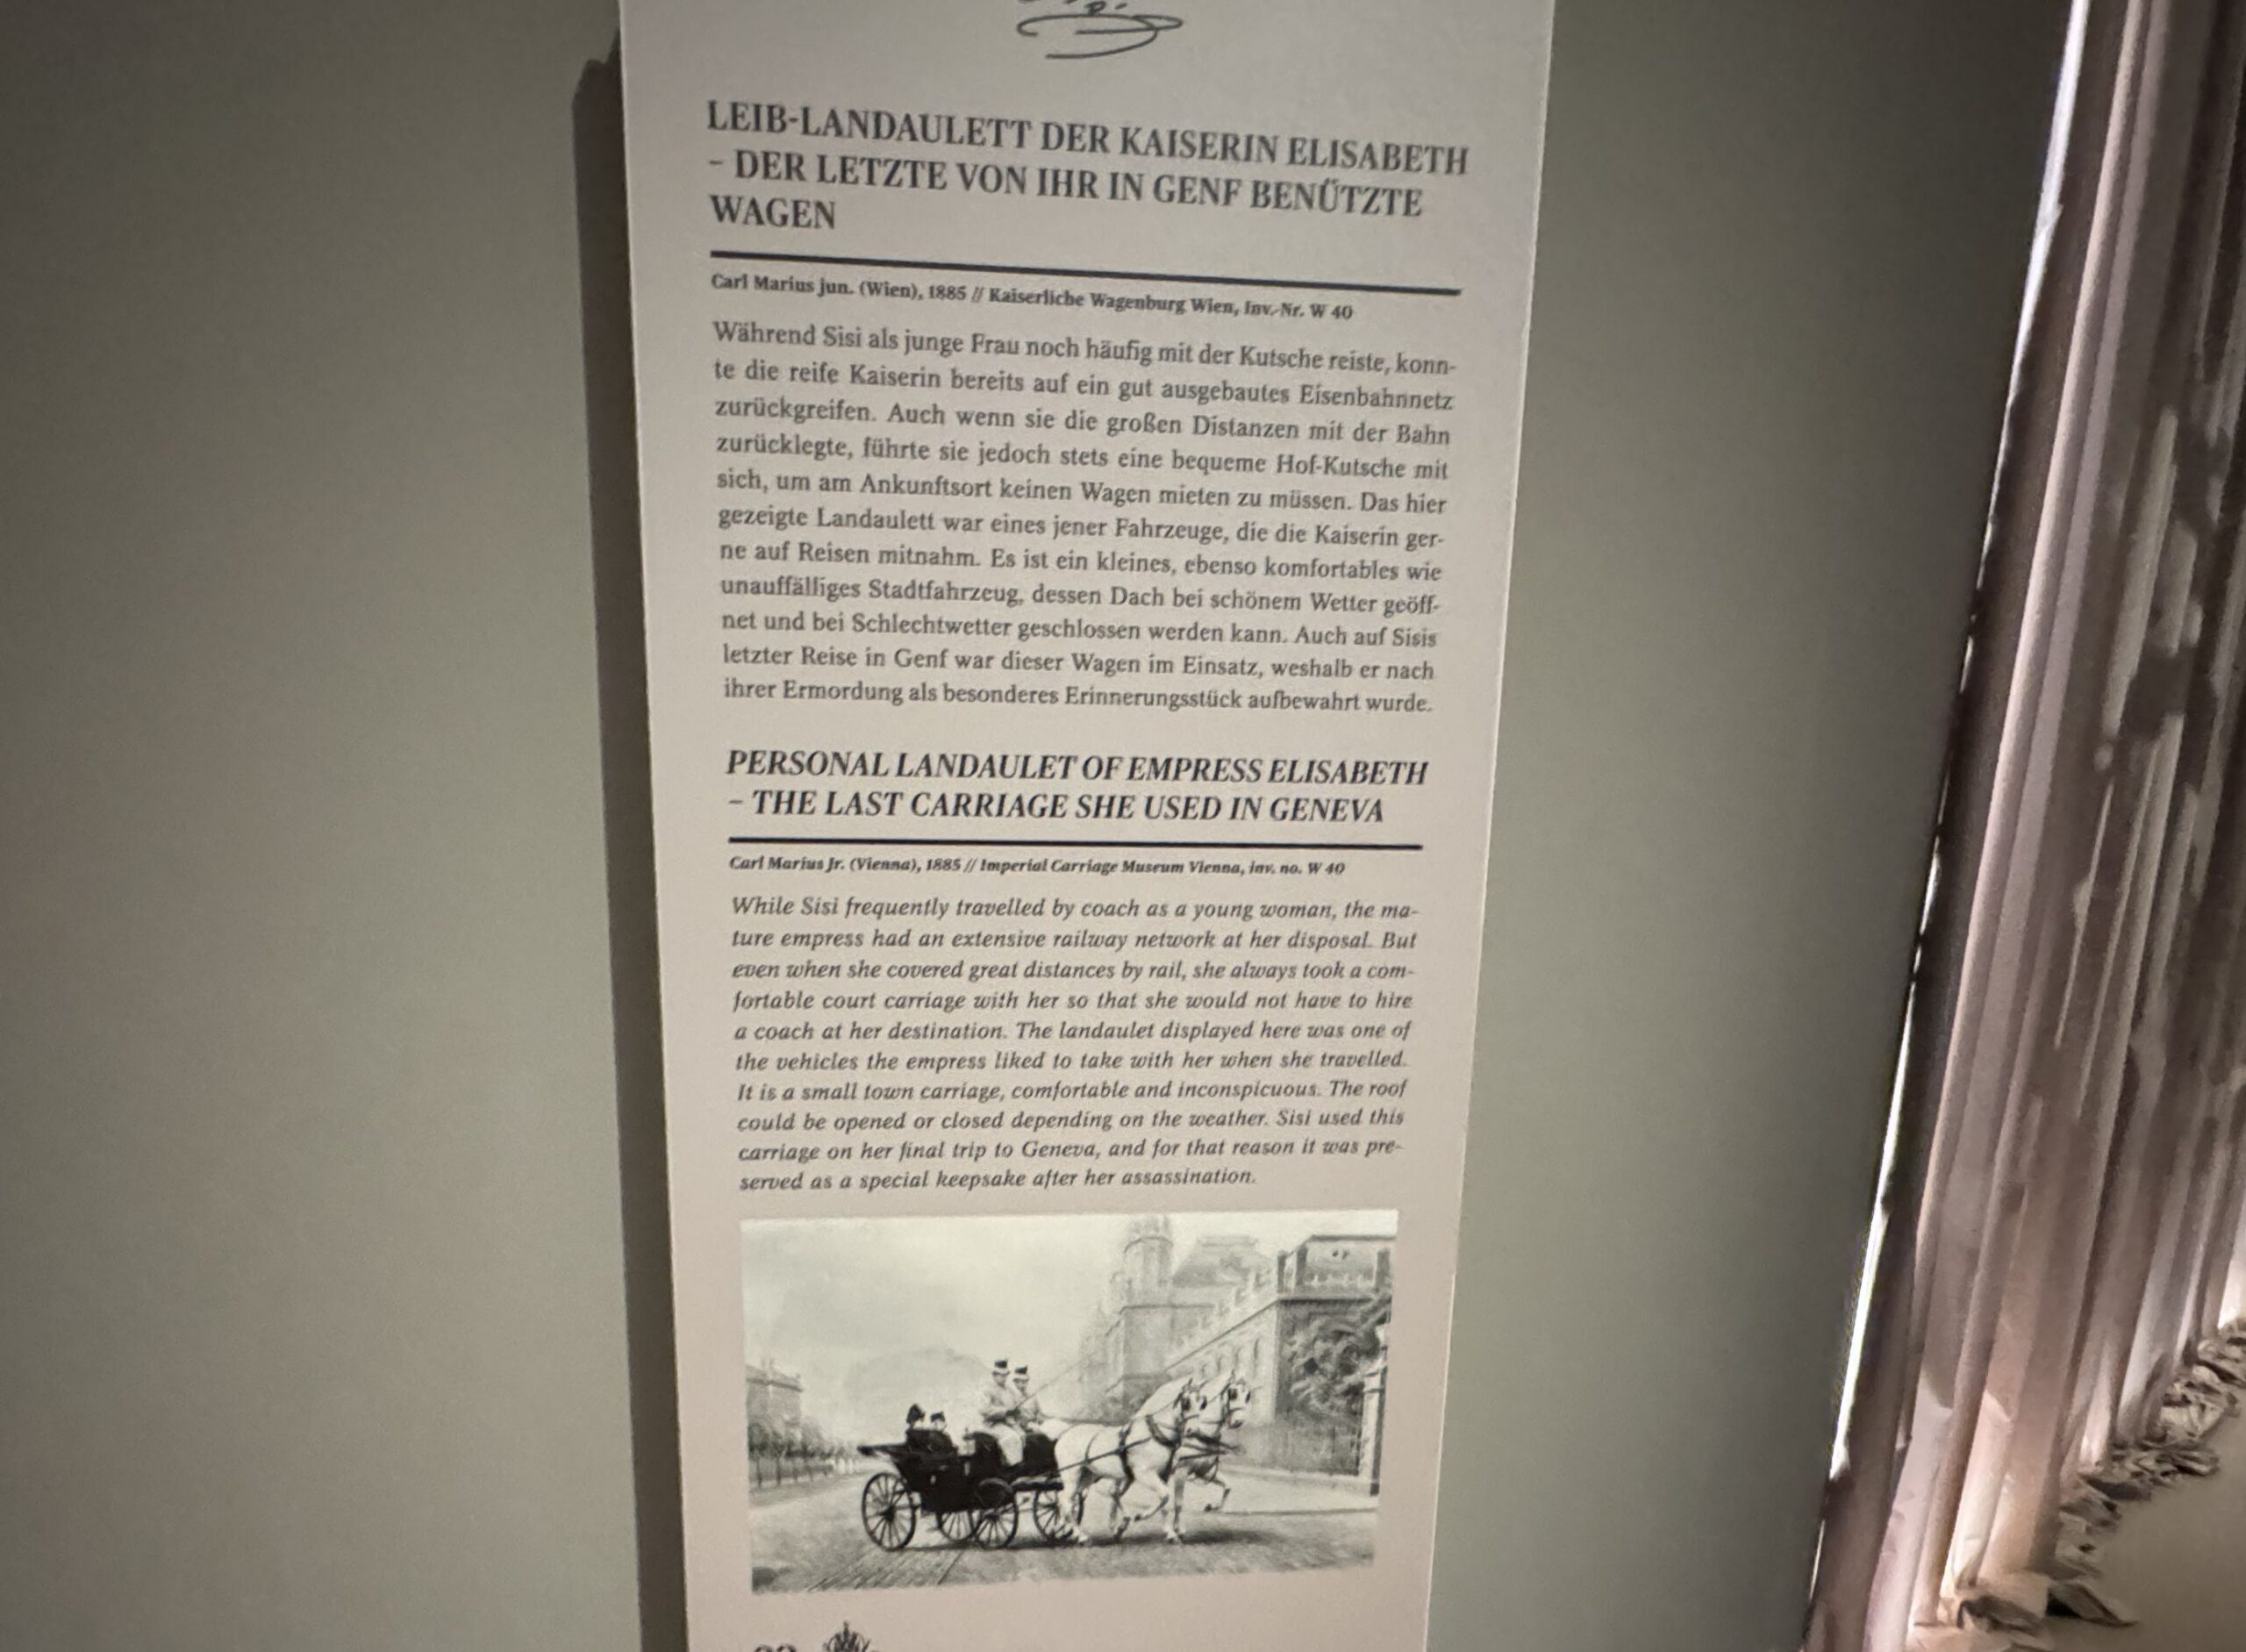 LEIB-LANDAULETT DER KAISERIN ELISABETH
– DER LETZTE VON IHR IN GENF BENÜTZTE
WAGEN
Carl Marius jun. (Wien), 1885 // Kaiserliche Wagenburg Wien, Inv.-Nr. W 40
Während Sisi als junge Frau noch häufig mit der Kutsche reiste, konn-
te die reife Kaiserin bereits auf ein gut ausgebautes Eisenbahnnetz
zurückgreifen. Auch wenn sie die großen Distanzen mit der Bahn
zurücklegte, führte sie jedoch stets eine bequeme Hof-Kutsche mit
sich, um am Ankunftsort keinen Wagen mieten zu müssen. Das hier
gezeigte Landaulett war eines jener Fahrzeuge, die die Kaiserin ger-
ne auf Reisen mitnahm. Es ist ein kleines, ebenso komfortables wie
unauffälliges Stadtfahrzeug, dessen Dach bei schönem Wetter geöff-
net und bei Schlechtwetter geschlossen werden kann. Auch auf Sisis
letzter Reise in Genf war dieser Wagen im Einsatz, weshalb er nach
ihrer Ermordung als besonderes Erinnerungsstück aufbewahrt wurde.
PERSONAL LANDAULET OF EMPRESS ELISABETH
– THE LAST CARRIAGE SHE USED IN GENEVA
Carl Marius Jr. (Vienna), 1885 // Imperial Carriage Museum Vienna, inv. no. W 40
While Sisi frequently travelled by coach as a young woman, the ma-
ture empress had an extensive railway network at her disposal. But
even when she covered great distances by rail, she always took a com-
fortable court carriage with her so that she would not have to hire
a coach at her destination. The landaulet displayed here was one of
the vehicles the empress liked to take with her when she travelled.
It is a small town carriage, comfortable and inconspicuous. The roof
could be opened or closed depending on the weather. Sisi used this
carriage on her final trip to Geneva, and for that reason it was pre-
served as a special keepsake after her assassination.